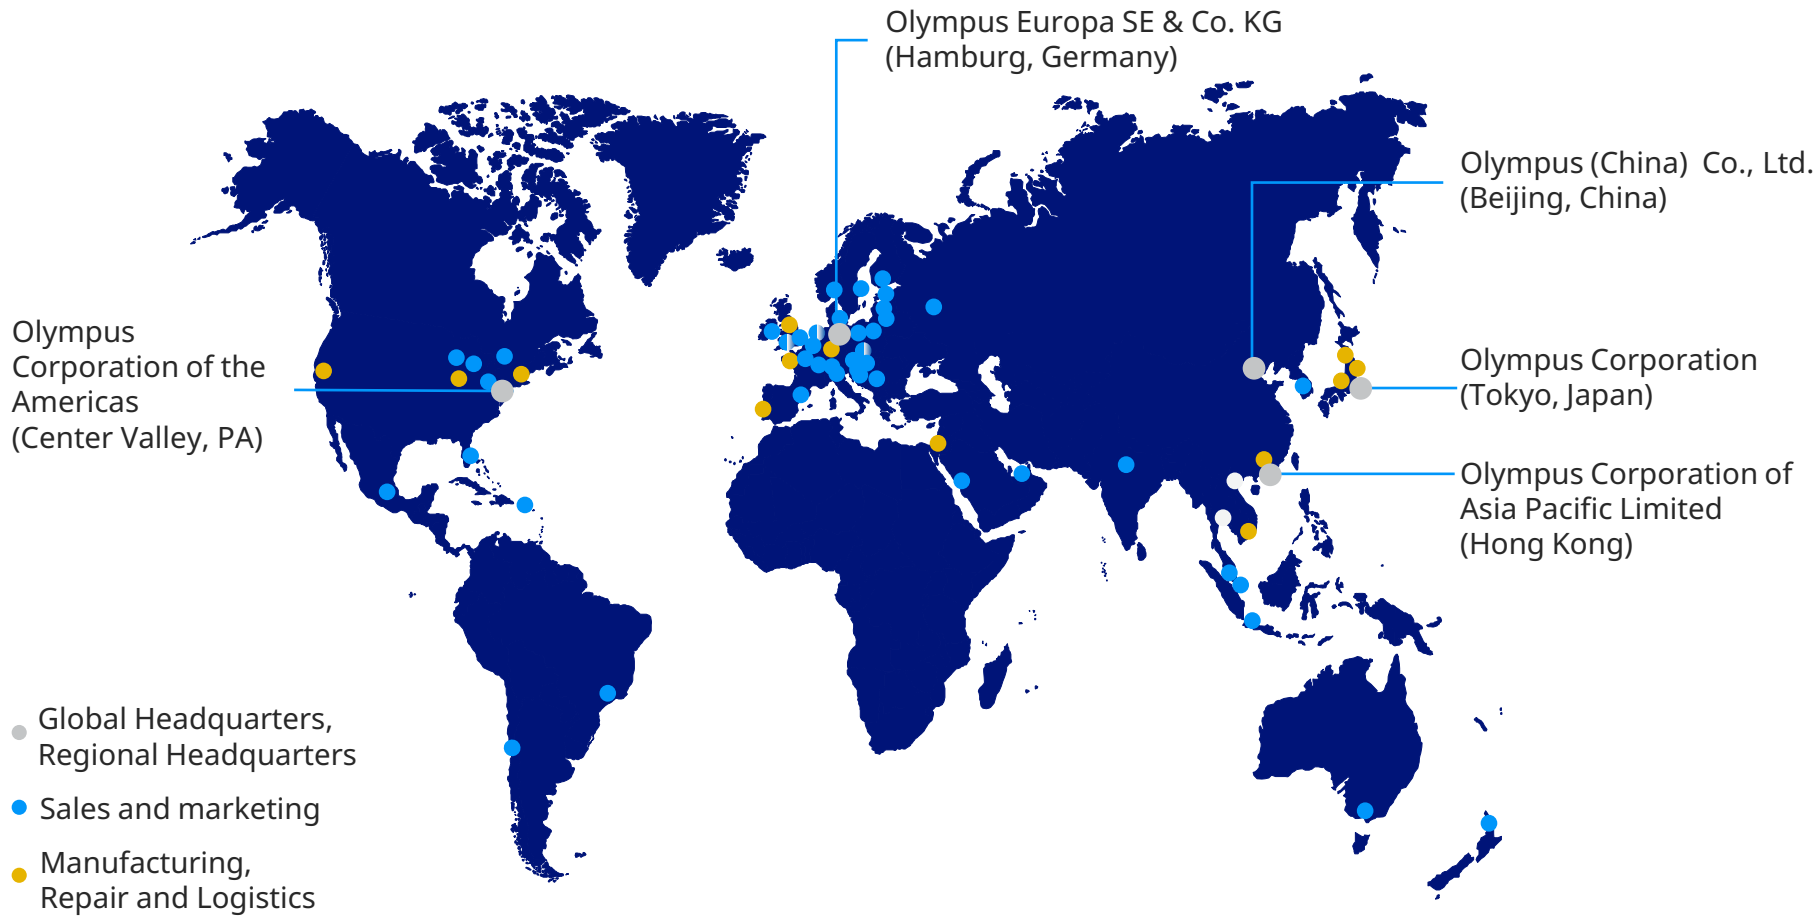 Olympus Europa SE & Co. KG
(Hamburg, Germany)
Olympus (China)  Co., Ltd.
(Beijing, China)
Olympus
Corporation of the
Americas
(Center Valley, PA)
Olympus Corporation
(Tokyo, Japan)
Olympus Corporation of
Asia Pacific Limited
(Hong Kong)
Global Headquarters,
Regional Headquarters
Sales and marketing
Manufacturing,
Repair and Logistics